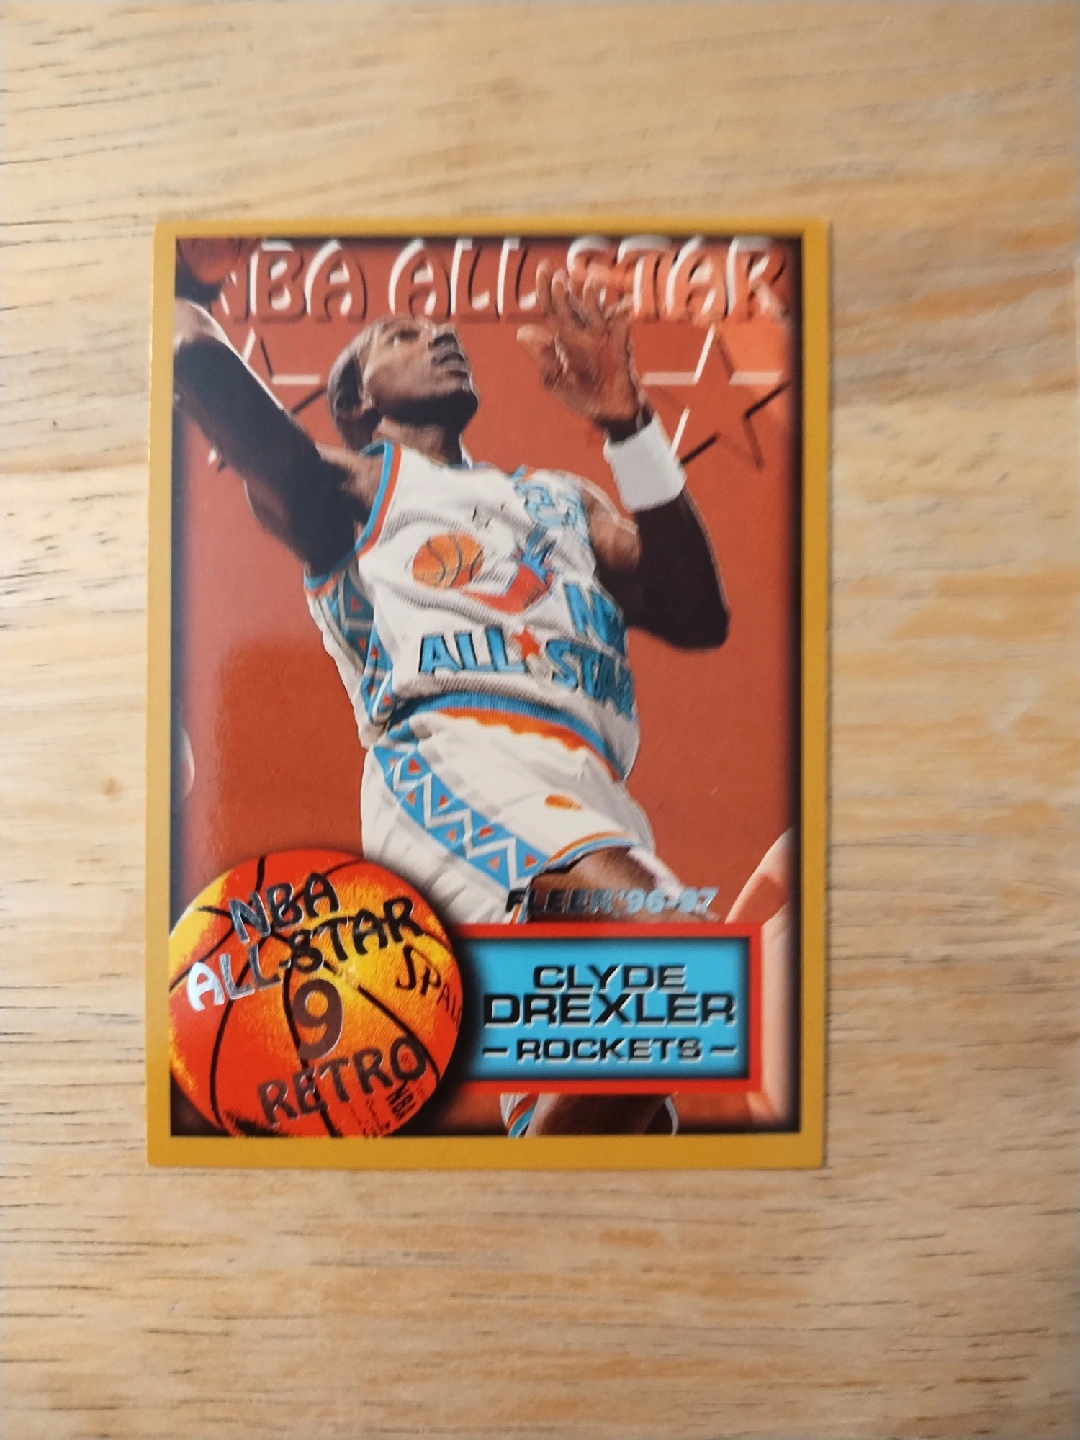 NBA ALL-STAR
ALL★STAR
FLEER '96-97
NBA
ALL-STAR
9
RETRO
NBA
CLYDE
DREXLER
- ROCKETS -